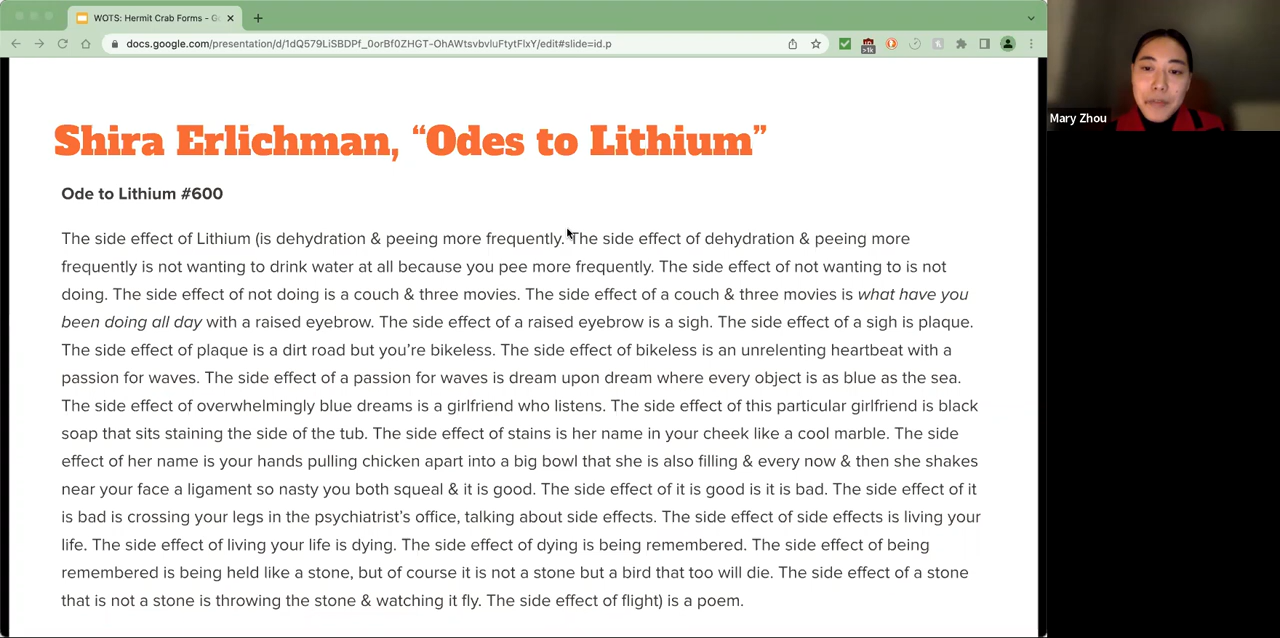 WOTS: Hermit Crab Forms - G
docs.google.com/presentation/d/1dQ579LiSBDPf_0orBf0ZHGT-OhAWtsvbvluFtytFlxY/edit#slide=id.p
>1k
Mary Zhou
Shira Erlichman, “Odes to Lithium”
Ode to Lithium #600
The side effect of Lithium (is dehydration & peeing more frequently. The side effect of dehydration & peeing more
frequently is not wanting to drink water at all because you pee more frequently. The side effect of not wanting to is not
doing. The side effect of not doing is a couch & three movies. The side effect of a couch & three movies is what have you
been doing all day with a raised eyebrow. The side effect of a raised eyebrow is a sigh. The side effect of a sigh is plaque.
The side effect of plaque is a dirt road but you’re bikeless. The side effect of bikeless is an unrelenting heartbeat with a
passion for waves. The side effect of a passion for waves is dream upon dream where every object is as blue as the sea.
The side effect of overwhelmingly blue dreams is a girlfriend who listens. The side effect of this particular girlfriend is black
soap that sits staining the side of the tub. The side effect of stains is her name in your cheek like a cool marble. The side
effect of her name is your hands pulling chicken apart into a big bowl that she is also filling & every now & then she shakes
near your face a ligament so nasty you both squeal & it is good. The side effect of it is good is it is bad. The side effect of it
is bad is crossing your legs in the psychiatrist’s office, talking about side effects. The side effect of side effects is living your
life. The side effect of living your life is dying. The side effect of dying is being remembered. The side effect of being
remembered is being held like a stone, but of course it is not a stone but a bird that too will die. The side effect of a stone
that is not a stone is throwing the stone & watching it fly. The side effect of flight) is a poem.